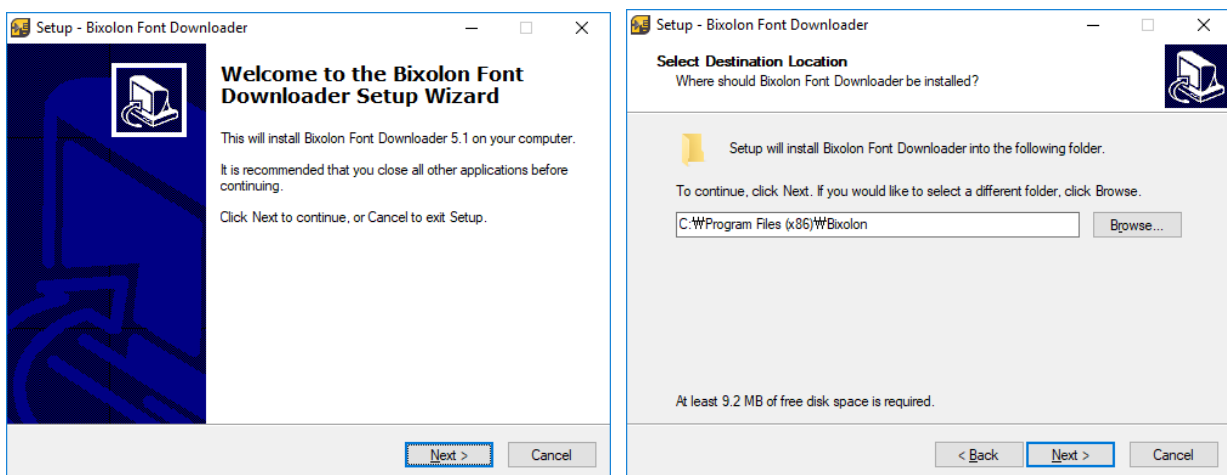 Setup - Bixolon Font Downloader
Welcome to the Bixolon Font
Downloader Setup Wizard
This will install Bixolon Font Downloader 5.1 on your computer.
It is recommended that you close all other applications before
continuing.
Click Next to continue, or Cancel to exit Setup.
Next >
Cancel
Setup - Bixolon Font Downloader
Select Destination Location
Where should Bixolon Font Downloader be installed?
Setup will install Bixolon Font Downloader into the following folder.
To continue, click Next. If you would like to select a different folder, click Browse.
C:₩Program Files (x86)₩Bixolon
Browse...
At least 9.2 MB of free disk space is required.
< Back
Next >
Cancel